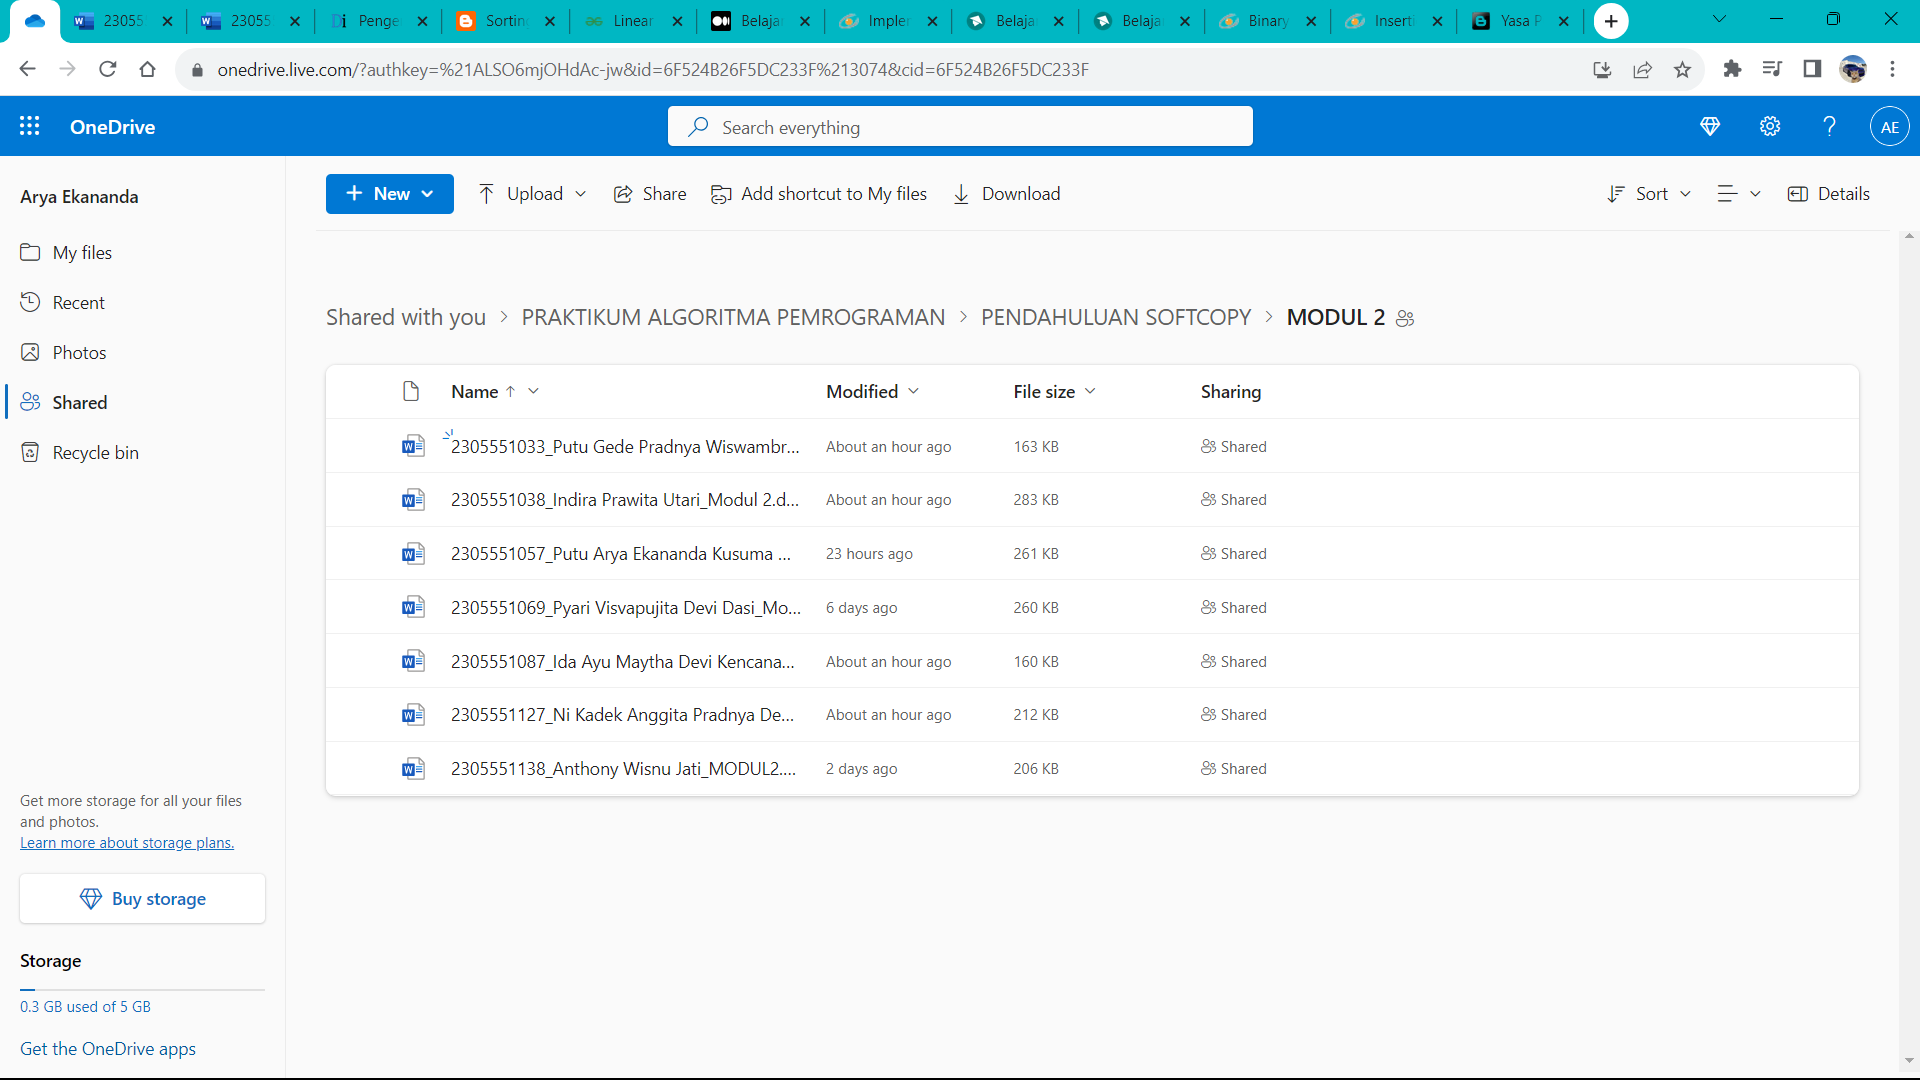 2305
2305
Penge
Sorting
Linear
Belaja
Implem
Belaja
Belaja
Binary
Inserti
Yasa P
onedrive.live.com/?authkey=%21ALSO6mjOHdAc-jw&id=6F524B26F5DC233F%213074&cid=6F524B26F5DC233F
OneDrive
Search everything
AE
Arya Ekananda
My files
Recent
Photos
Shared
Recycle bin
Get more storage for all your files
and photos.
Learn more about storage plans.
Buy storage
Storage
0.3 GB used of 5 GB
Get the OneDrive apps
New Upload Share Add shortcut to My files Download Sort Details
Shared with you > PRAKTIKUM ALGORITMA PEMROGRAMAN > PENDAHULUAN SOFTCOPY > MODUL 2
Name Modified File size Sharing
2305551033_Putu Gede Pradnya Wiswambr... About an hour ago 163 KB Shared
2305551038_Indira Prawita Utari_Modul 2.d... About an hour ago 283 KB Shared
2305551057_Putu Arya Ekananda Kusuma ... 23 hours ago 261 KB Shared
2305551069_Pyari Visvapujita Devi Dasi_Mo... 6 days ago 260 KB Shared
2305551087_Ida Ayu Maytha Devi Kencana... About an hour ago 160 KB Shared
2305551127_Ni Kadek Anggita Pradnya De... About an hour ago 212 KB Shared
2305551138_Anthony Wisnu Jati_MODUL2.... 2 days ago 206 KB Shared